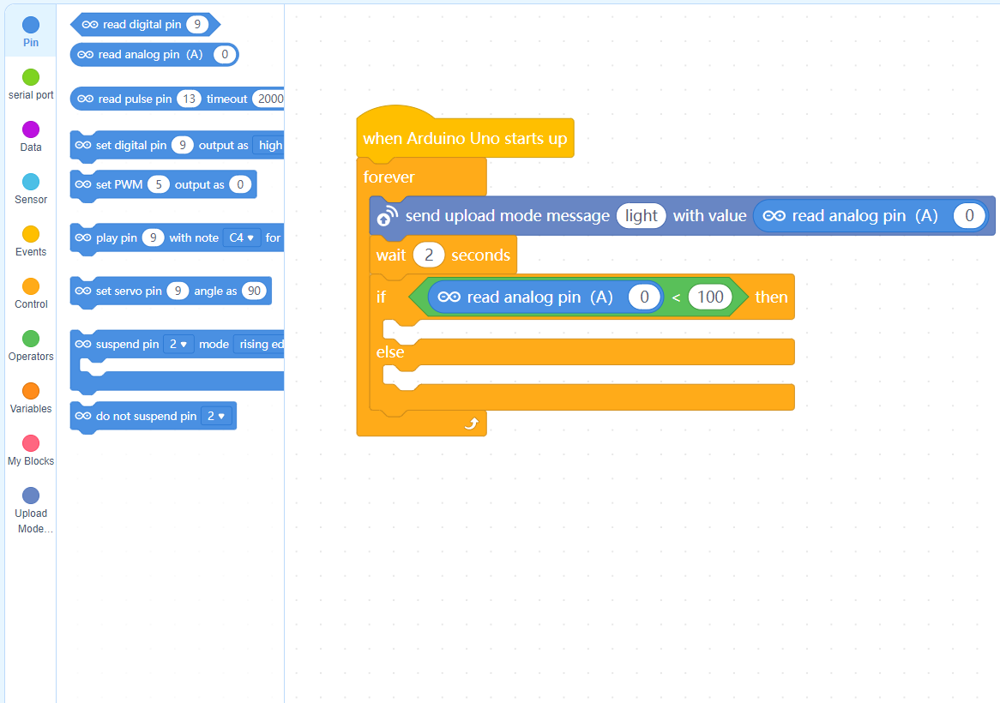 Pin
serial port
Data
Sensor
Events
Control
Operators
Variables
My Blocks
Upload
Mode...
read digital pin 9
read analog pin (A) 0
read pulse pin 13 timeout 2000
set digital pin 9 output as high
set PWM 5 output as 0
play pin 9 with note C4 for
set servo pin 9 angle as 90
suspend pin 2 mode rising ed
do not suspend pin 2
when Arduino Uno starts up
forever
send upload mode message light with value read analog pin (A) 0
wait 2 seconds
if read analog pin (A) 0 < 100 then
else